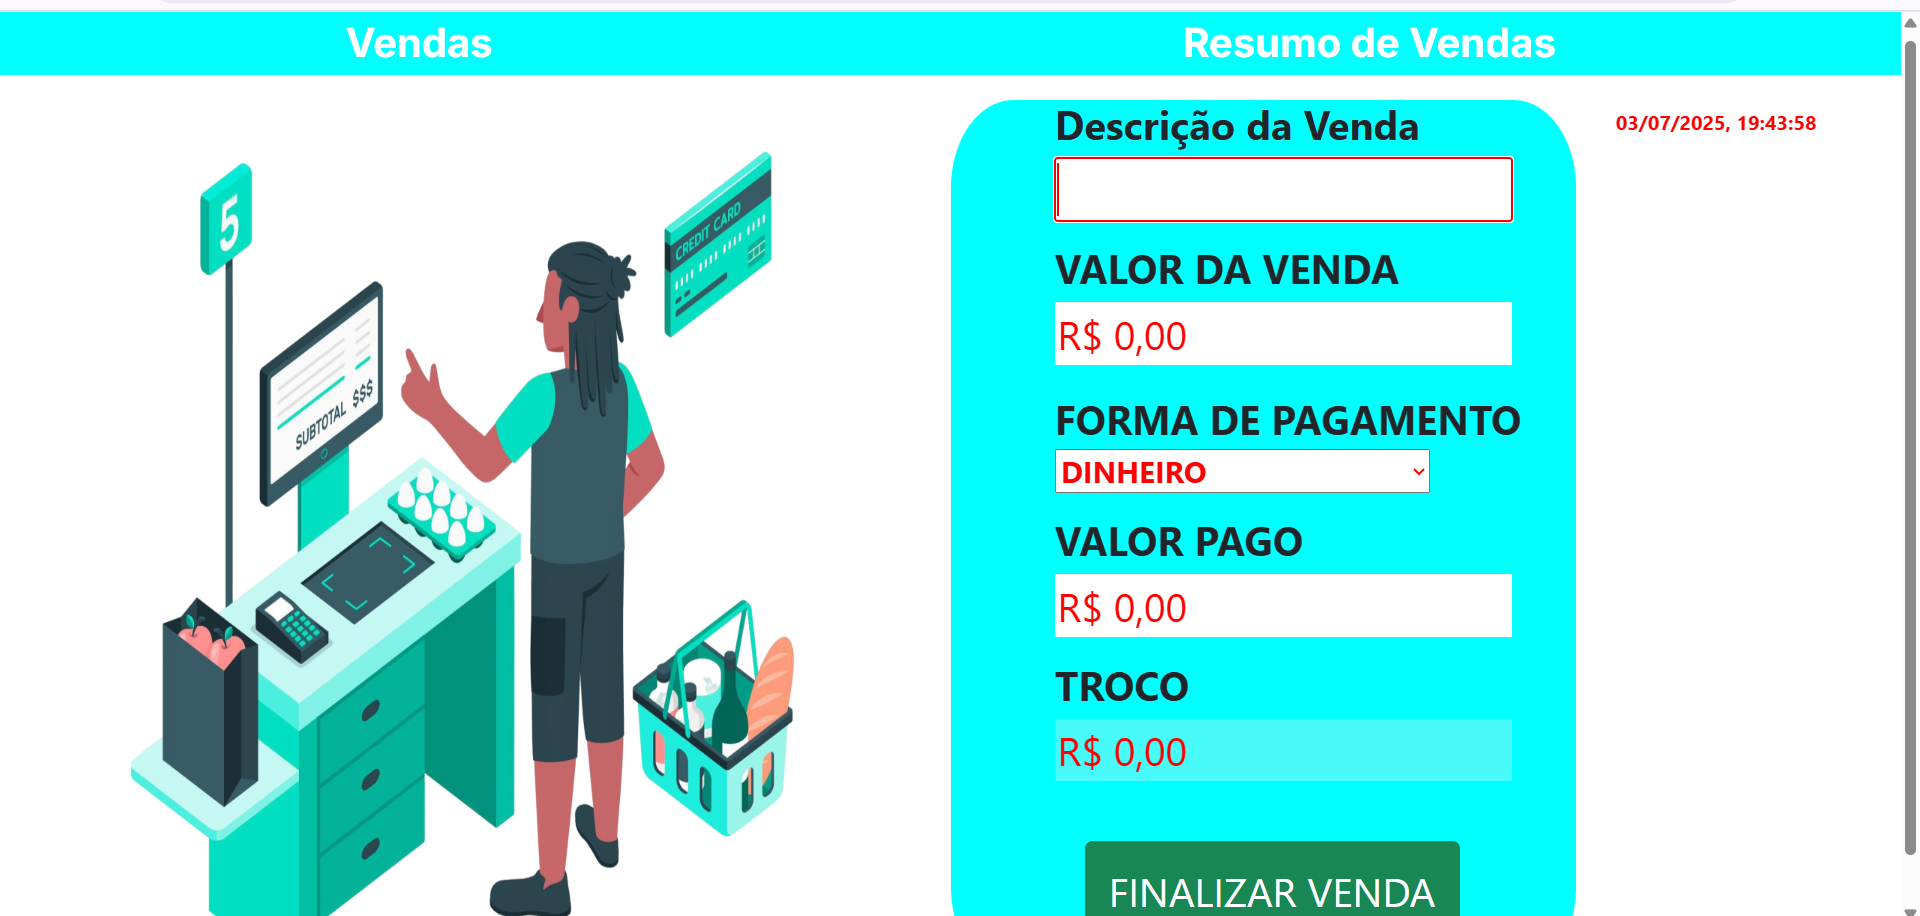 Vendas
Resumo de Vendas
03/07/2025, 19:43:58
5
CREDIT CARD
SUBTOTAL $$$
Descrição da Venda
VALOR DA VENDA
R$ 0,00
FORMA DE PAGAMENTO
DINHEIRO
VALOR PAGO
R$ 0,00
TROCO
R$ 0,00
FINALIZAR VENDA